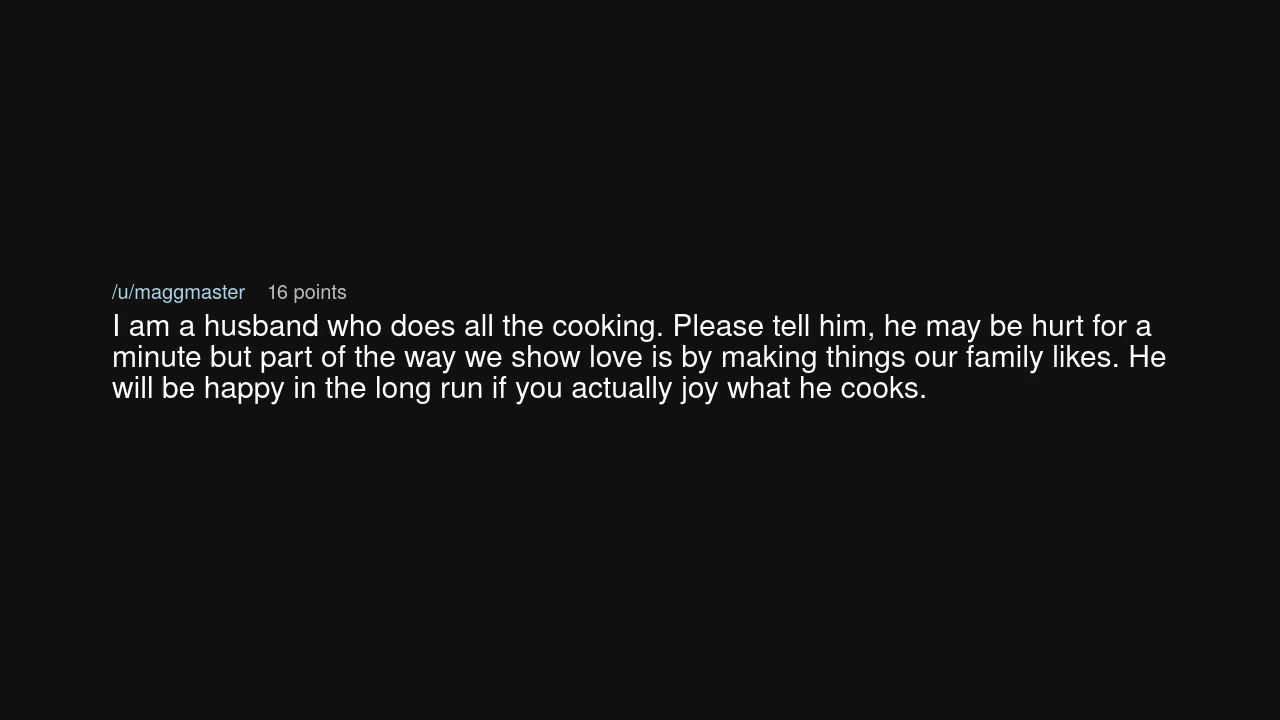 /u/maggmaster 16 points
I am a husband who does all the cooking. Please tell him, he may be hurt for a
minute but part of the way we show love is by making things our family likes. He
will be happy in the long run if you actually joy what he cooks.